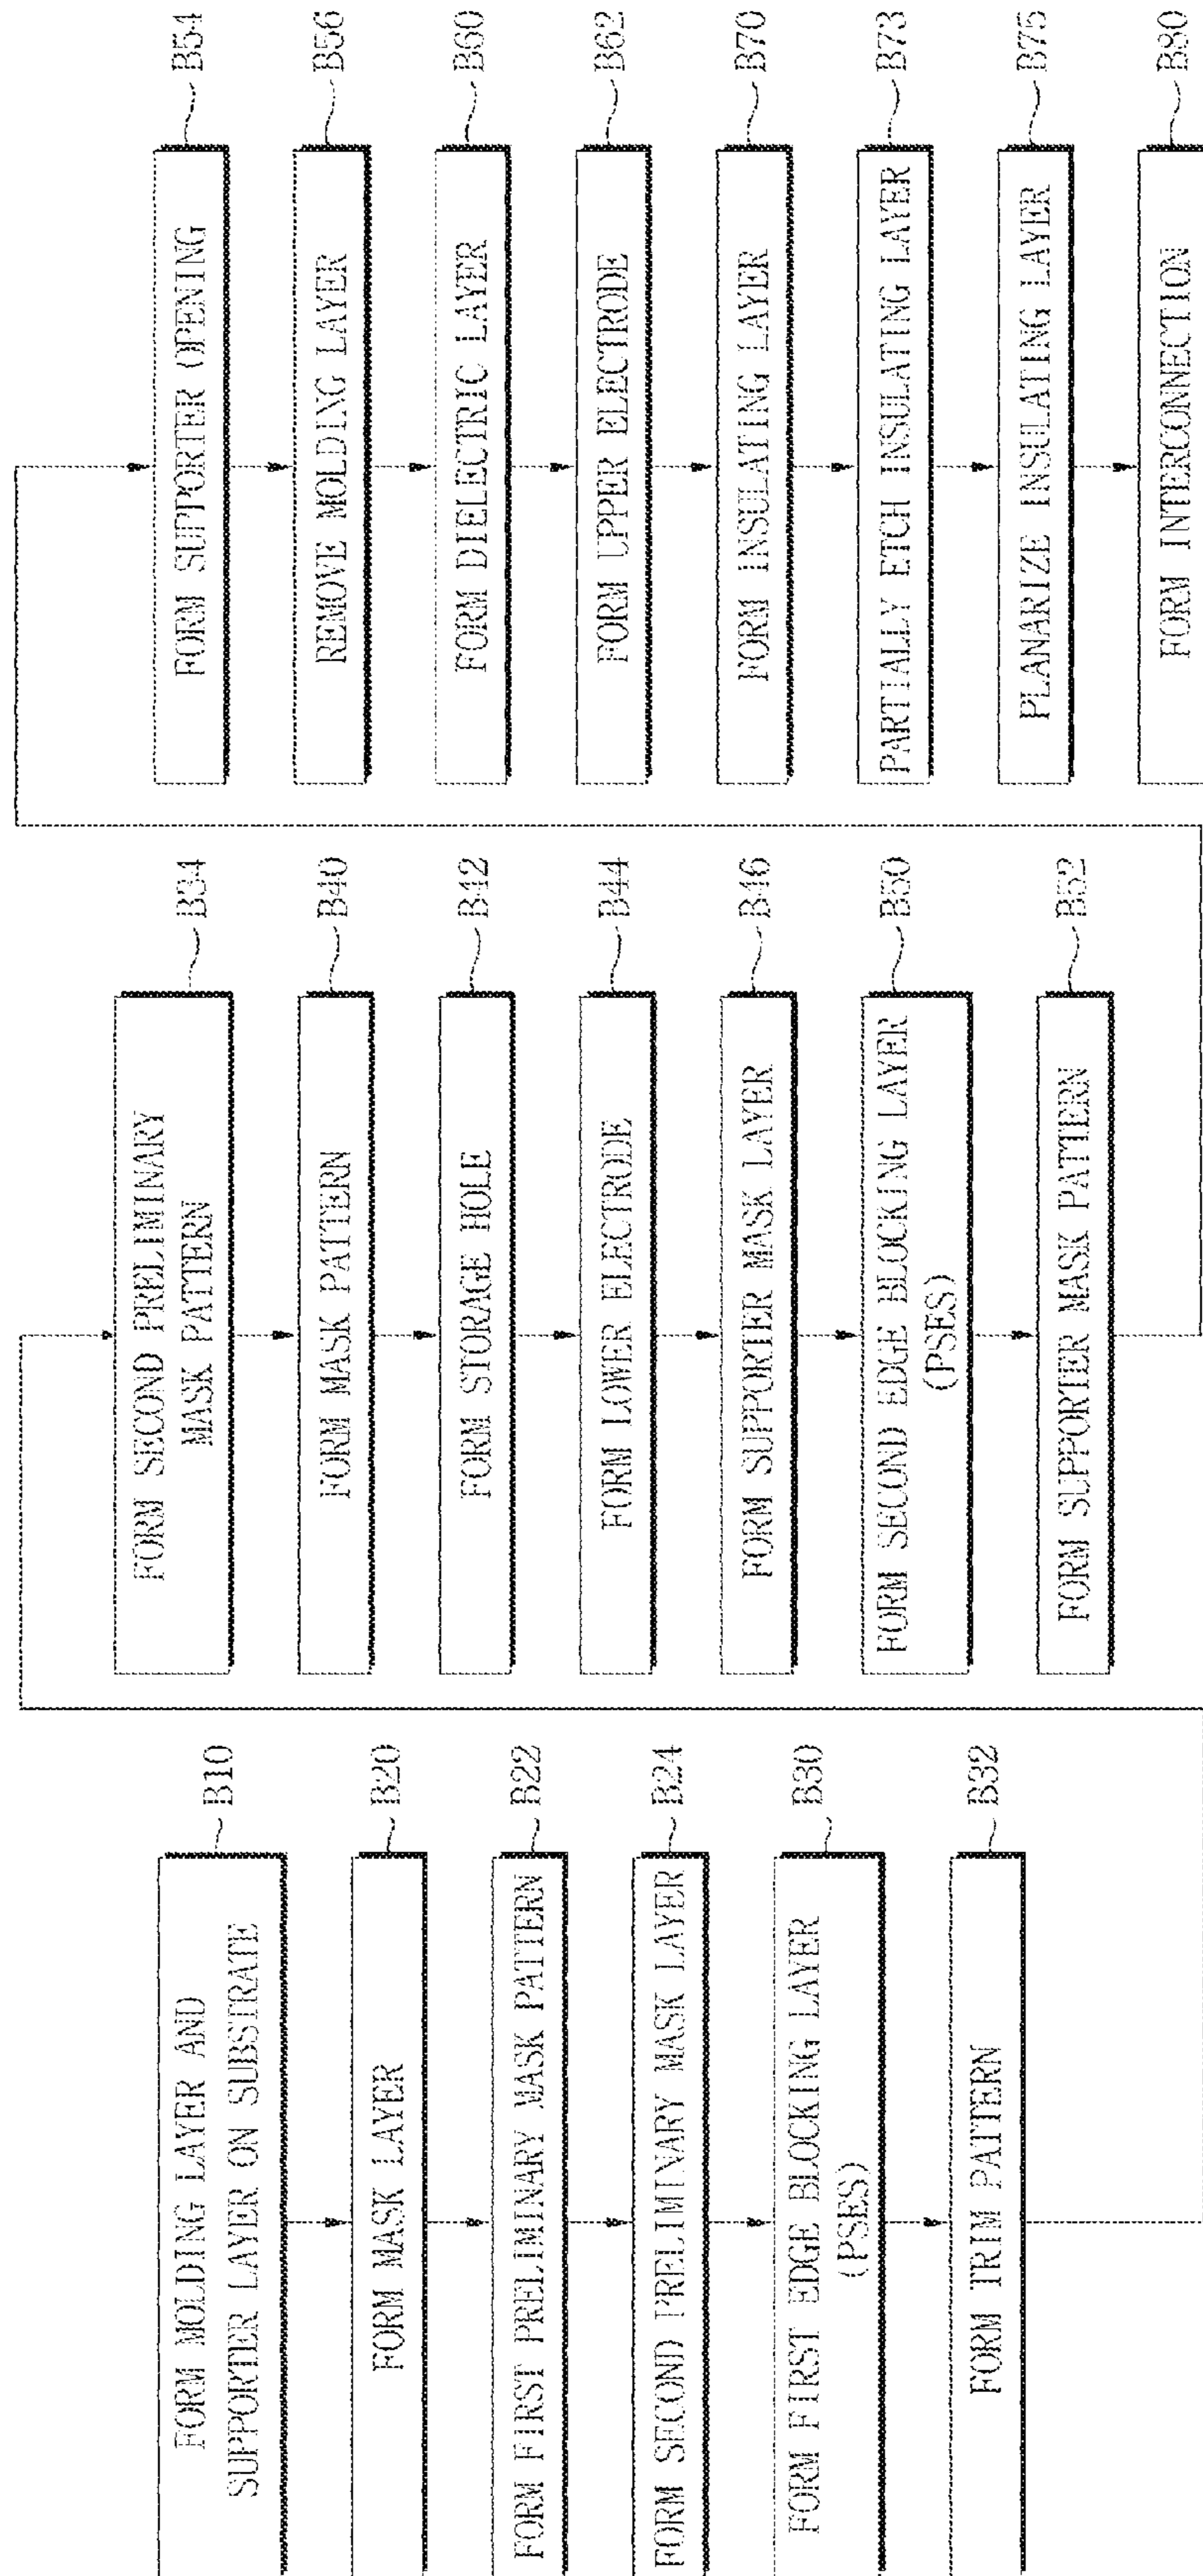 FORM MOLDING LAYER AND
SUPPORTER LAYER ON SUBSTRATE
B10
FORM MASK LAYER
B20
FORM FIRST PRELIMINARY MASK PATTERN
B22
FORM SECOND PRELIMINARY MASK LAYER
B24
FORM FIRST EDGE BLOCKING LAYER
(PSES)
B30
FORM TRIM PATTERN
B32
FORM SECOND PRELIMINARY
MASK PATTERN
B34
FORM MASK PATTERN
B40
FORM STORAGE HOLE
B42
FORM LOWER ELECTRODE
B44
FORM SUPPORTER MASK LAYER
B46
FORM SECOND EDGE BLOCKING LAYER
(PSES)
B50
FORM SUPPORTER MASK PATTERN
B52
FORM SUPPORTER OPENING
B54
REMOVE MOLDING LAYER
B56
FORM DIELECTRIC LAYER
B60
FORM UPPER ELECTRODE
B62
FORM INSULATING LAYER
B70
PARTIALLY ETCH INSULATING LAYER
B73
PLANARIZE INSULATING LAYER
B75
FORM INTERCONNECTION
B80